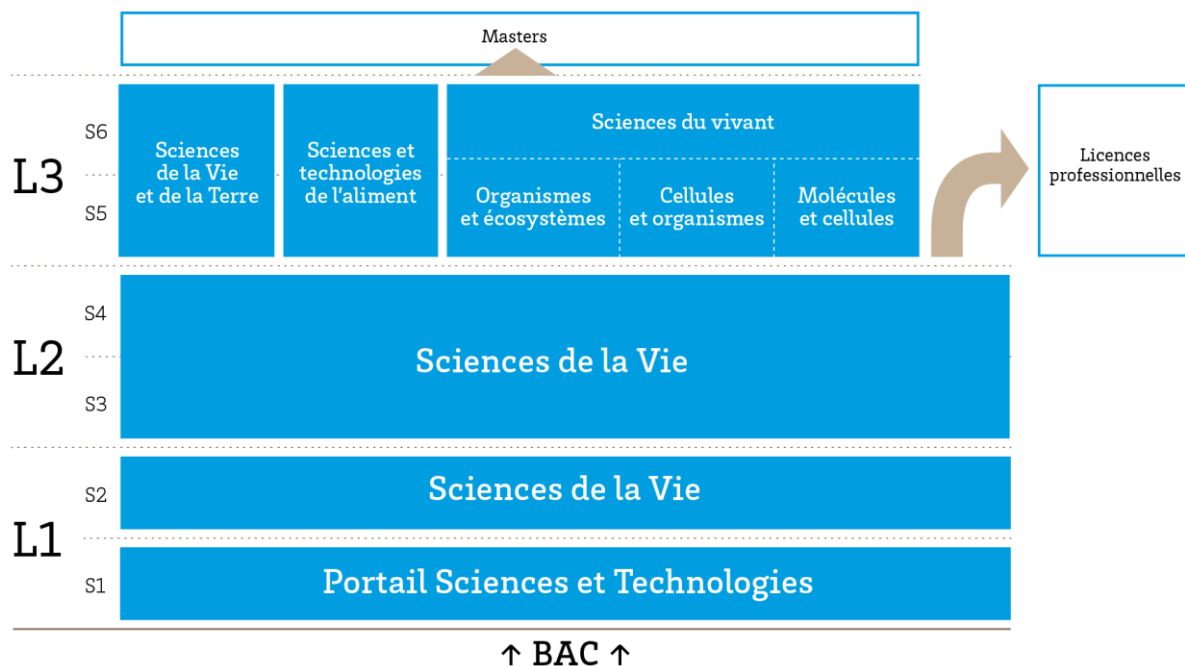 Masters
L3
S6
S5
Sciences
de la Vie
et de la Terre
Sciences et
technologies
de l'aliment
Sciences du vivant
Organismes
et écosystèmes
Cellules
et organismes
Molécules
et cellules
Licences
professionnelles
L2
S4
S3
Sciences de la Vie
L1
S2
Sciences de la Vie
S1
Portail Sciences et Technologies
↑ BAC ↑